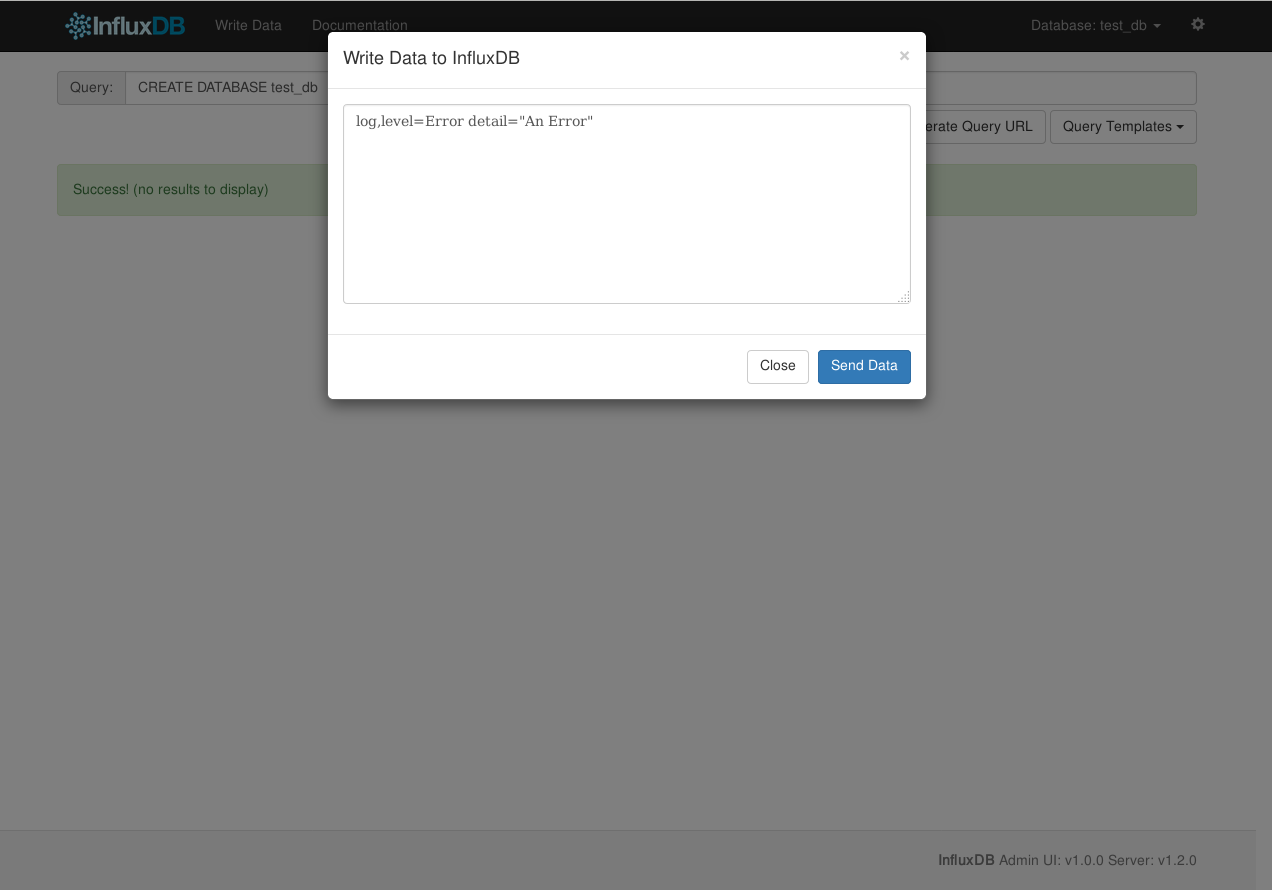 InfluxDB
Write Data
Documentation
Database: test_db
Write Data to InfluxDB
×
Query:
CREATE DATABASE test_db
log,level=Error detail="An Error"
erate Query URL
Query Templates
Success! (no results to display)
Close
Send Data
InfluxDB Admin UI: v1.0.0 Server: v1.2.0